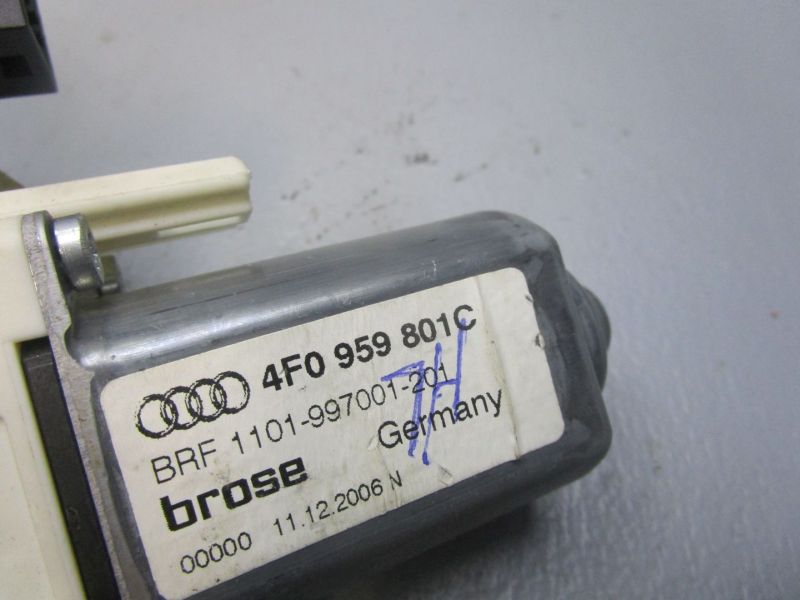 4F0 959 801C
BRF 1101-997001-201
Germany
brose
00000 11.12.2006 N